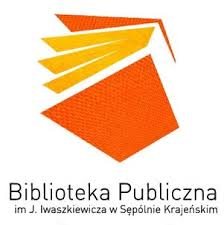 Biblioteka Publiczna
im J. Iwaszkiewicza w Sępólnie Krajeńskim